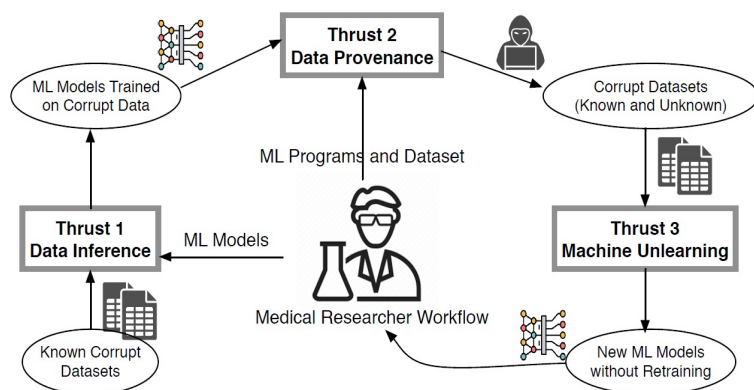 Thrust 2
Data Provenance
ML Models Trained
on Corrupt Data
Corrupt Datasets
(Known and Unknown)
ML Programs and Dataset
Thrust 1
Data Inference
ML Models
Thrust 3
Machine Unlearning
Medical Researcher Workflow
Known Corrupt
Datasets
New ML Models
without Retraining